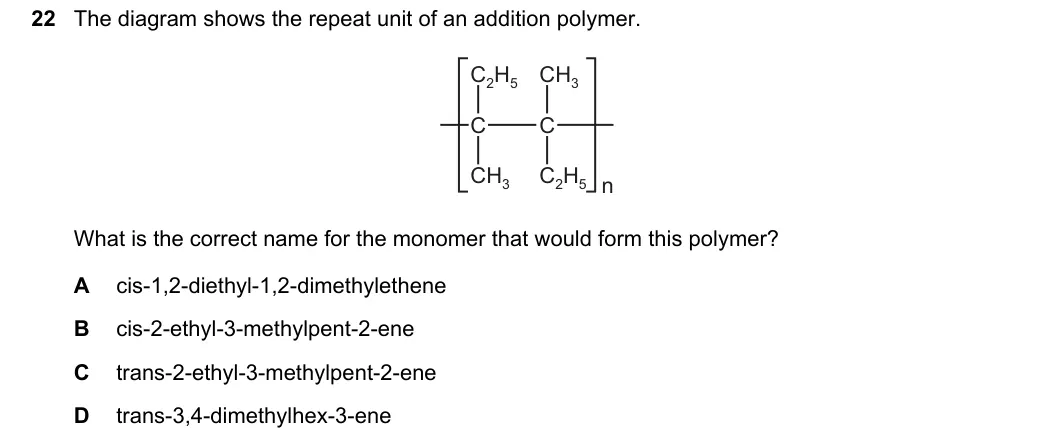 22 The diagram shows the repeat unit of an addition polymer.
C₂H₅ CH₃
C C
CH₃ C₂H₅ n
What is the correct name for the monomer that would form this polymer?
A cis-1,2-diethyl-1,2-dimethylethene
B cis-2-ethyl-3-methylpent-2-ene
C trans-2-ethyl-3-methylpent-2-ene
D trans-3,4-dimethylhex-3-ene